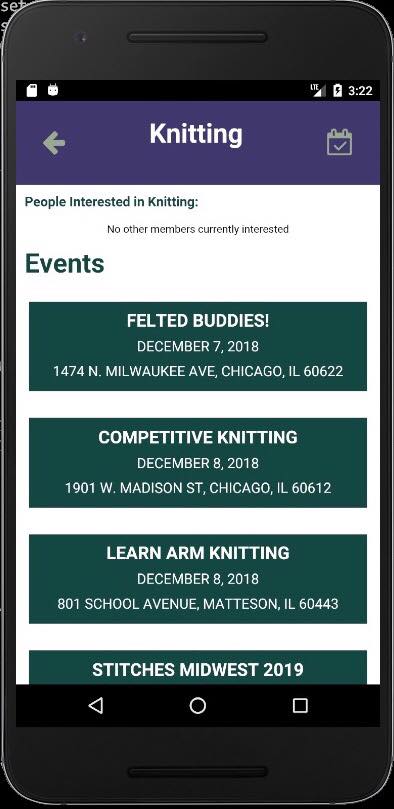 set
LTE 3:22
Knitting
People Interested in Knitting:
No other members currently interested
Events
FELTED BUDDIES!
DECEMBER 7, 2018
1474 N. MILWAUKEE AVE, CHICAGO, IL 60622
COMPETITIVE KNITTING
DECEMBER 8, 2018
1901 W. MADISON ST, CHICAGO, IL 60612
LEARN ARM KNITTING
DECEMBER 8, 2018
801 SCHOOL AVENUE, MATTESON, IL 60443
STITCHES MIDWEST 2019